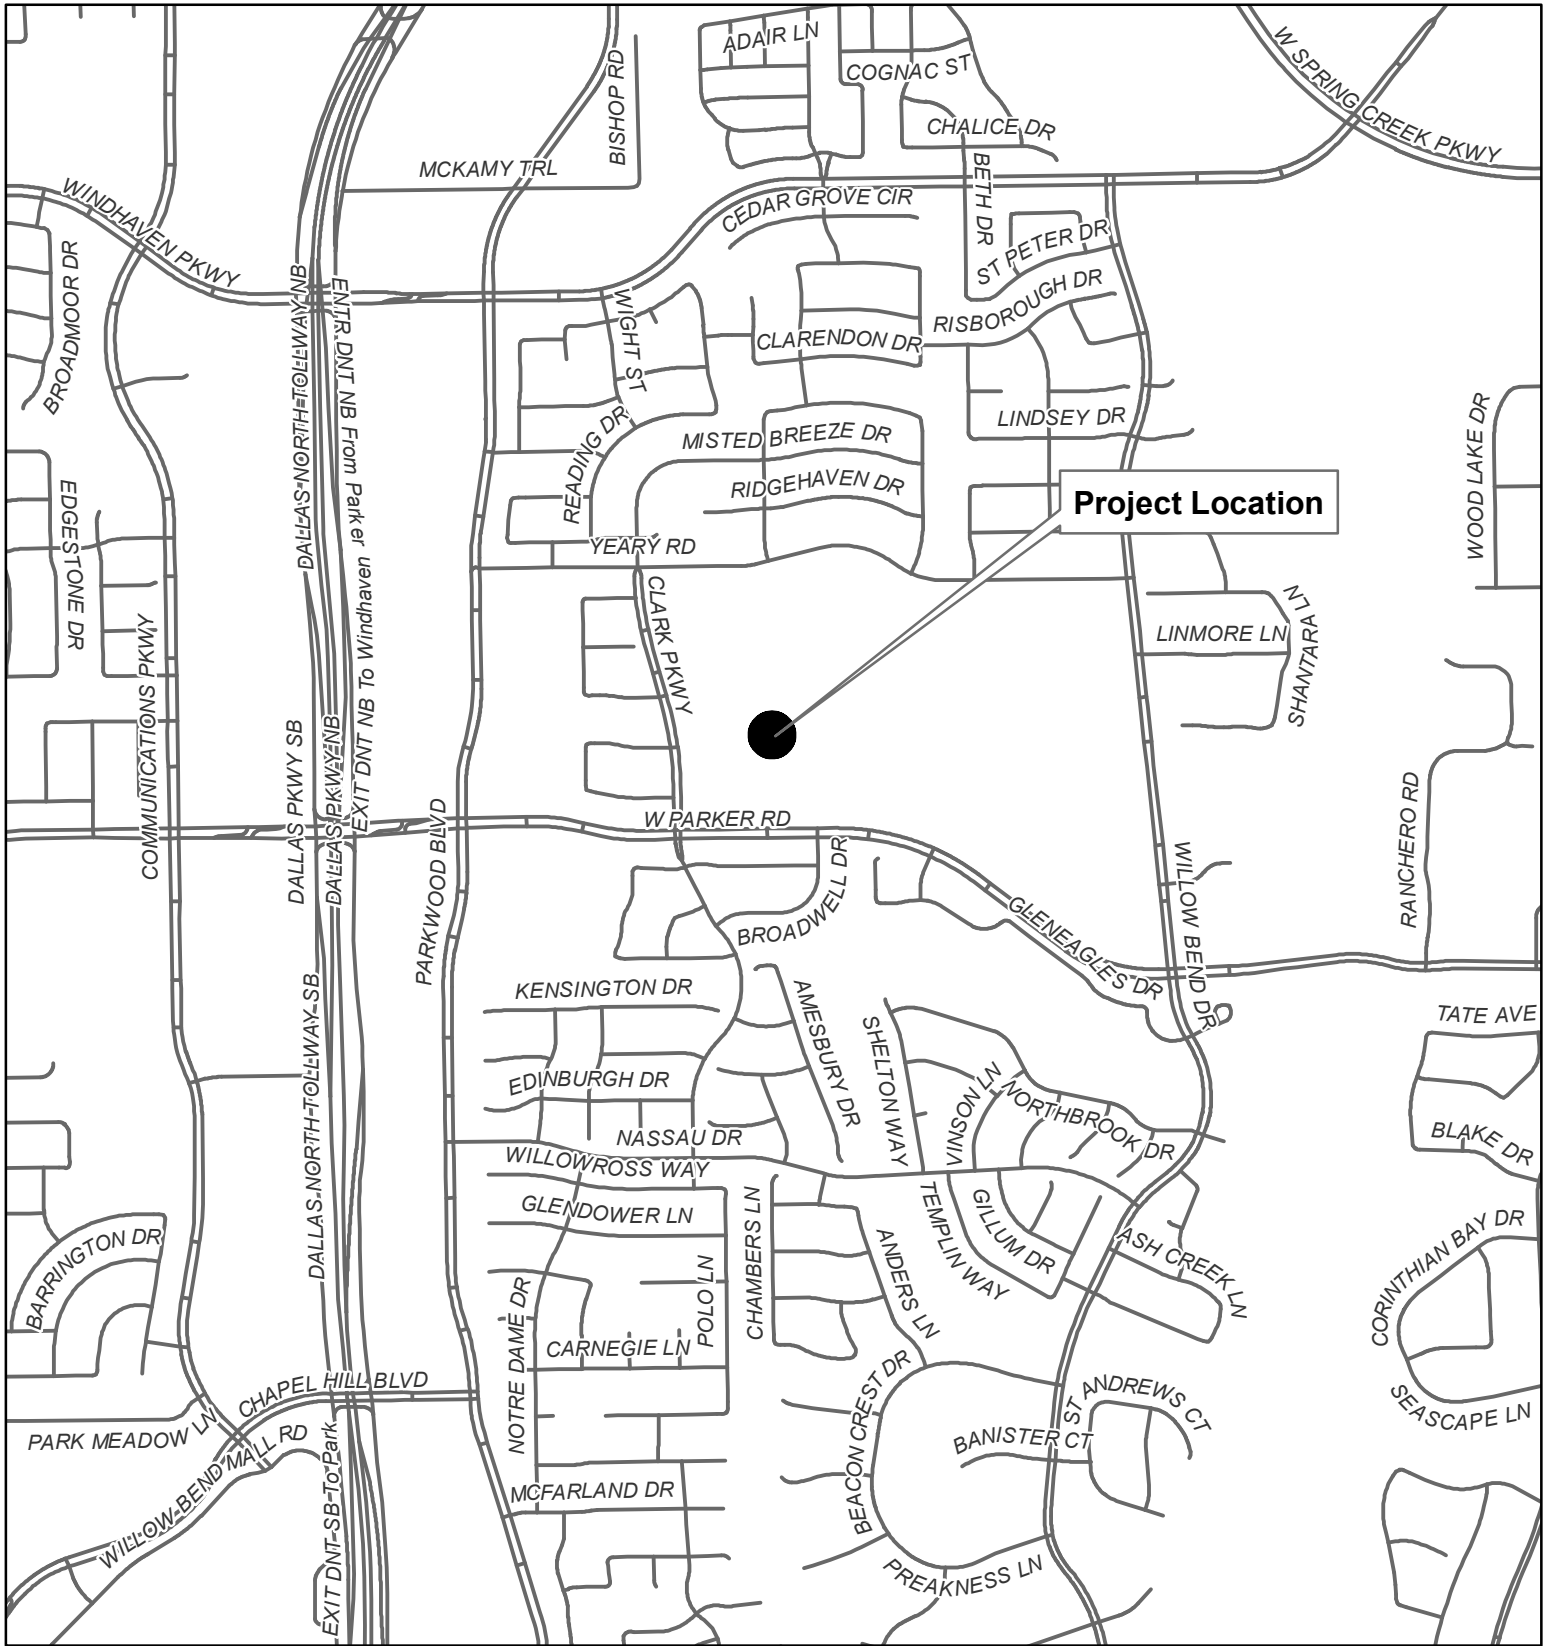 ADAIR LN
COGNAC ST
W SPRING CREEK PKWY
BISHOP RD
CHALICE DR
MCKAMY TRL
BETH DR
WINDHAVEN PKWY
CEDAR GROVE CIR
ST PETER DR
BROADMOOR DR
DALLAS NORTH TOLLWAY NB
ENTR DNT NB From Parker
WIGHT ST
RISBOROUGH DR
CLARENDON DR
LINDSEY DR
WOOD LAKE DR
READING DR
MISTED BREEZE DR
RIDGEHAVEN DR
Project Location
EDGESTONE DR
YEARY RD
EXIT DNT NB To Windhaven
CLARK PKWY
LINMORE LN
SHANTARA LN
COMMUNICATIONS PKWY
DALLAS PKWY SB
DALLAS PKWY NB
PARKWOOD BLVD
W PARKER RD
RANCHERO RD
BROADWELL DR
WILLOW BEND DR
GLENEAGLES DR
KENSINGTON DR
AMESBURY DR
SHELTON WAY
TATE AVE
DALLAS NORTH TOLLWAY SB
EDINBURGH DR
VINSON LN
NORTHBROOK DR
NASSAU DR
BLAKE DR
WILLOWROSS WAY
GLENDOWER LN
CHAMBERS LN
TEMPLIN WAY
GILLUM DR
ANDERS LN
ASH CREEK LN
BARRINGTON DR
CORINTHIAN BAY DR
POLO LN
NOTRE DAME DR
CARNEGIE LN
CHAPEL HILL BLVD
BEACON CREST DR
ST ANDREWS CT
SEASCAPE LN
PARK MEADOW LN
BANISTER CT
WILLOW BEND MALL RD
EXIT DNT SB To Park
MCFARLAND DR
PREAKNESS LN